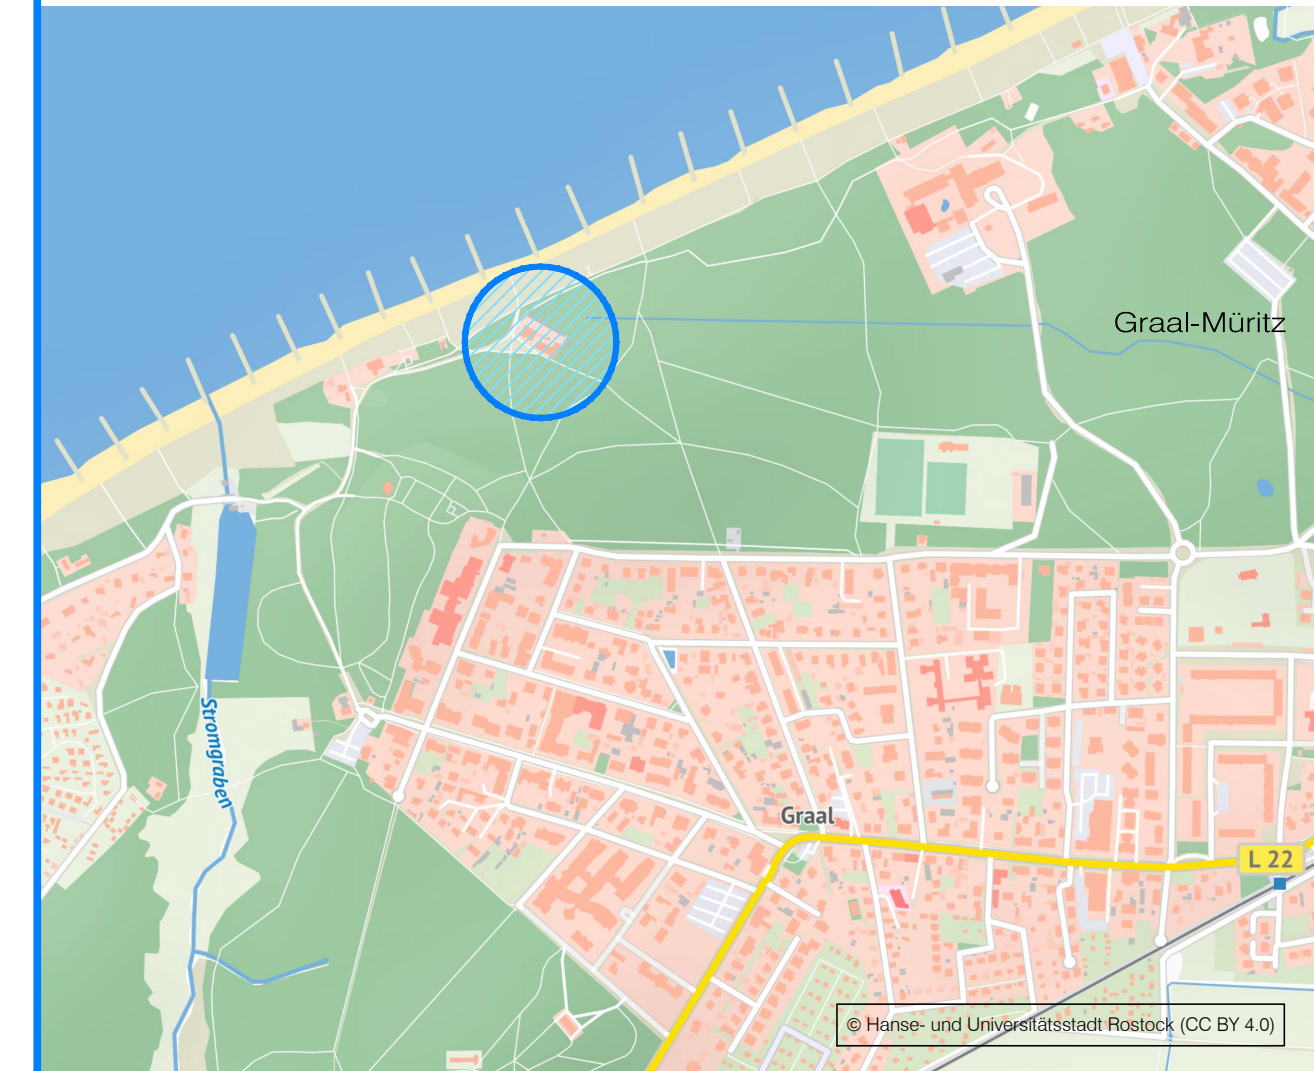 Graal-Müritz
Stromgraben
Graal
L 22
© Hanse- und Universitätsstadt Rostock (CC BY 4.0)